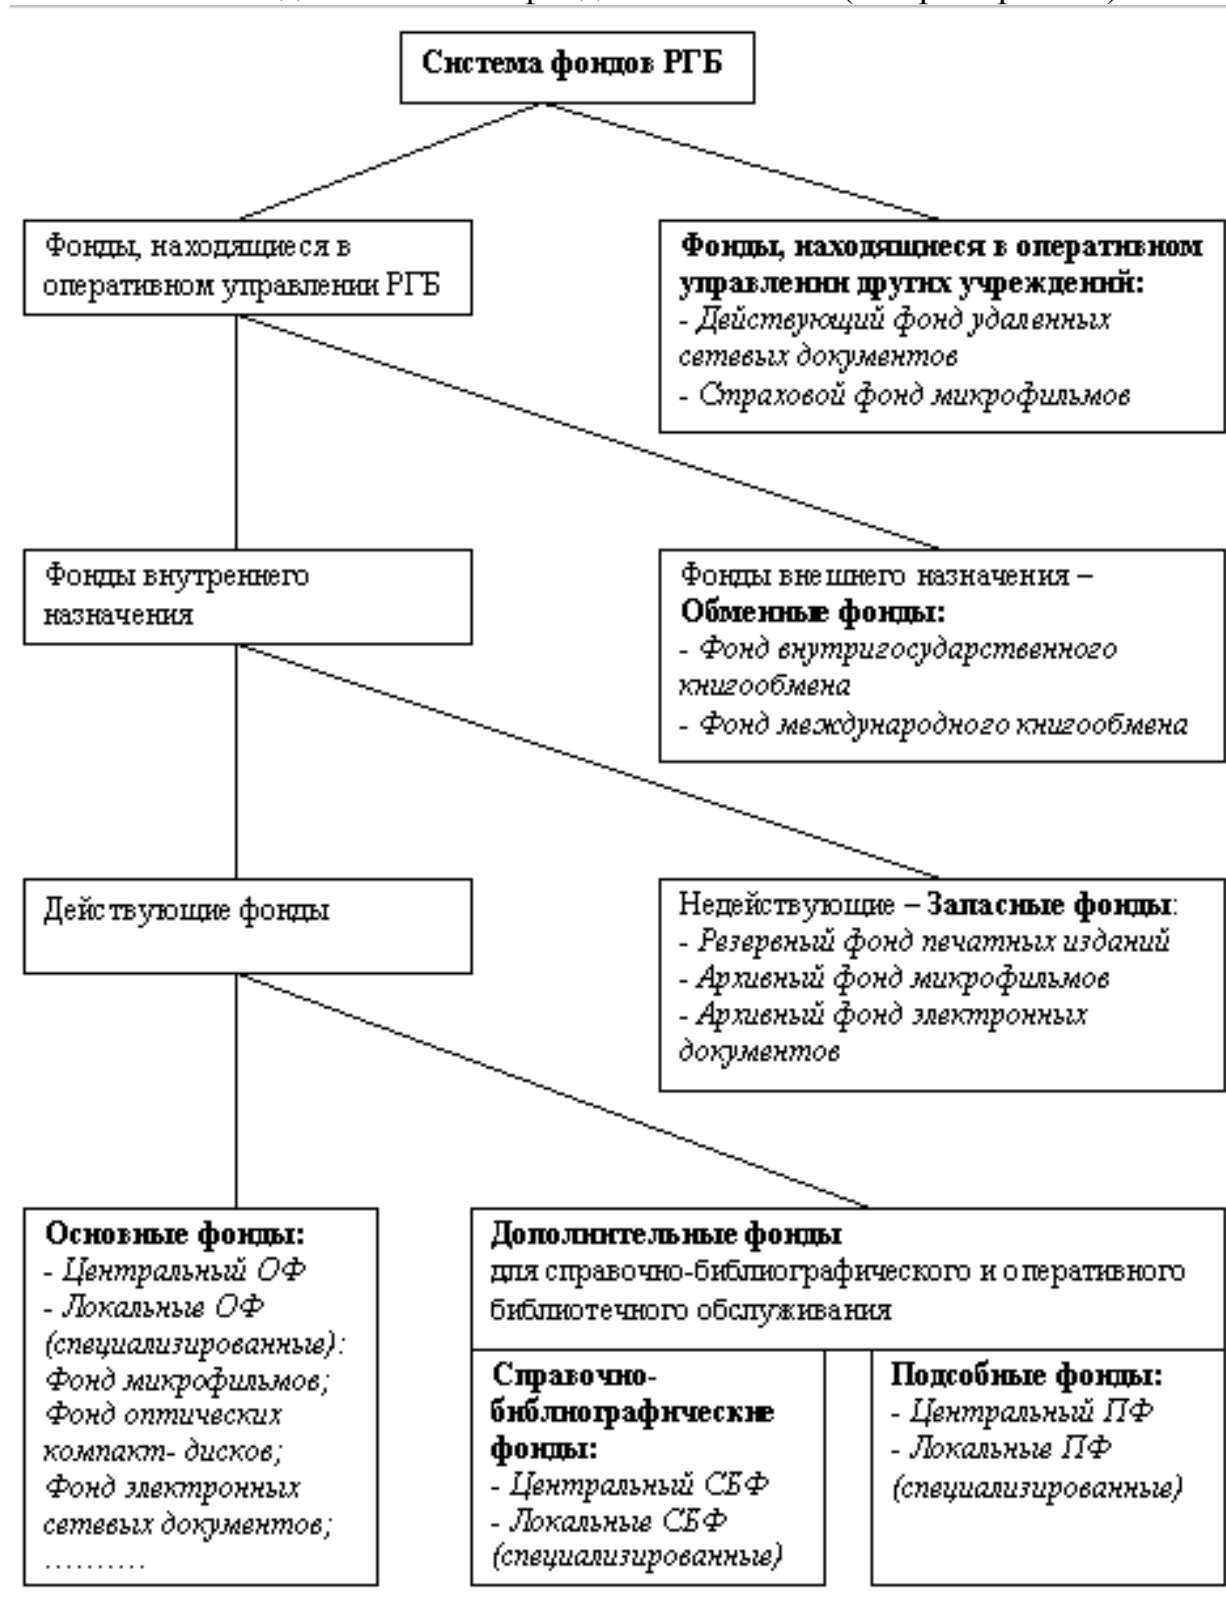 Система фондов РГБ
Фонды, находящиеся в
оперативном управлении РГБ
Фонды, находящиеся в оперативном
управлении других учреждений:
- Действующий фонд удаленных
сетевых документов
- Страховой фонд микрофильмов
Фонды внутреннего
назначения
Фонды внешнего назначения –
Обменные фонды:
- Фонд внутригосударственного
книгообмена
- Фонд международного книгообмена
Действующие фонды
Недействующие – Запасные фонды:
- Резервный фонд печатных изданий
- Архивный фонд микрофильмов
- Архивный фонд электронных
документов
Основные фонды:
- Центральный ОФ
- Локальные ОФ
(специализированные):
Фонд микрофильмов;
Фонд оптических
компакт- дисков;
Фонд электронных
сетевых документов;
..........
Дополнительные фонды
для справочно-библиографического и оперативного
библиотечного обслуживания
Справочно-
библиографические
фонды:
- Центральный СБФ
- Локальные СБФ
(специализированные)
Подсобные фонды:
- Центральный ПФ
- Локальные ПФ
(специализированные)